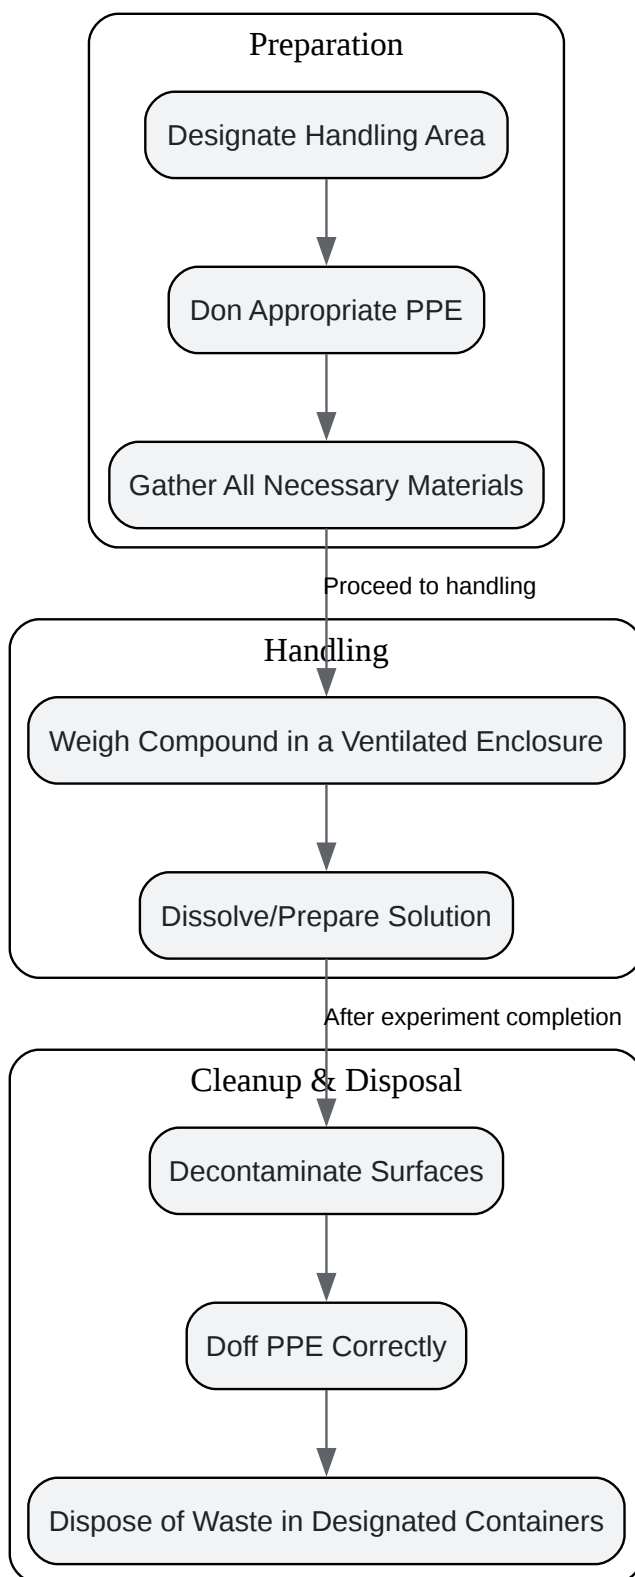 Preparation
Designate Handling Area
Don Appropriate PPE
Gather All Necessary Materials
Proceed to handling
Handling
Weigh Compound in a Ventilated Enclosure
Dissolve/Prepare Solution
After experiment completion
Cleanup & Disposal
Decontaminate Surfaces
Doff PPE Correctly
Dispose of Waste in Designated Containers